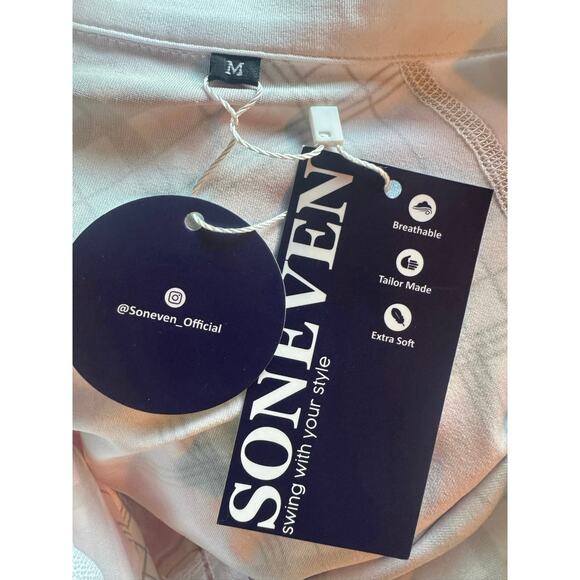 M
@Soneven_Official
SONEVEN
swing with your style
Breathable
Tailor Made
Extra Soft